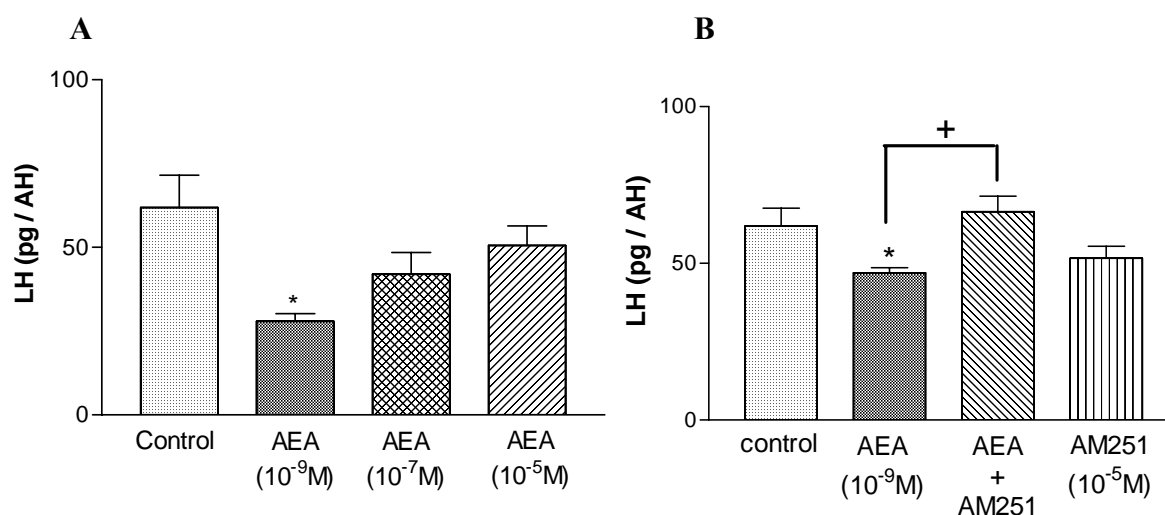 A
100
50
0
LH (pg / AH)
*
Control
AEA
(10⁻⁹M)
AEA
(10⁻⁷M)
AEA
(10⁻⁵M)
B
100
50
0
LH (pg / AH)
+
*
control
AEA
(10⁻⁹M)
AEA
+
AM251
AM251
(10⁻⁵M)